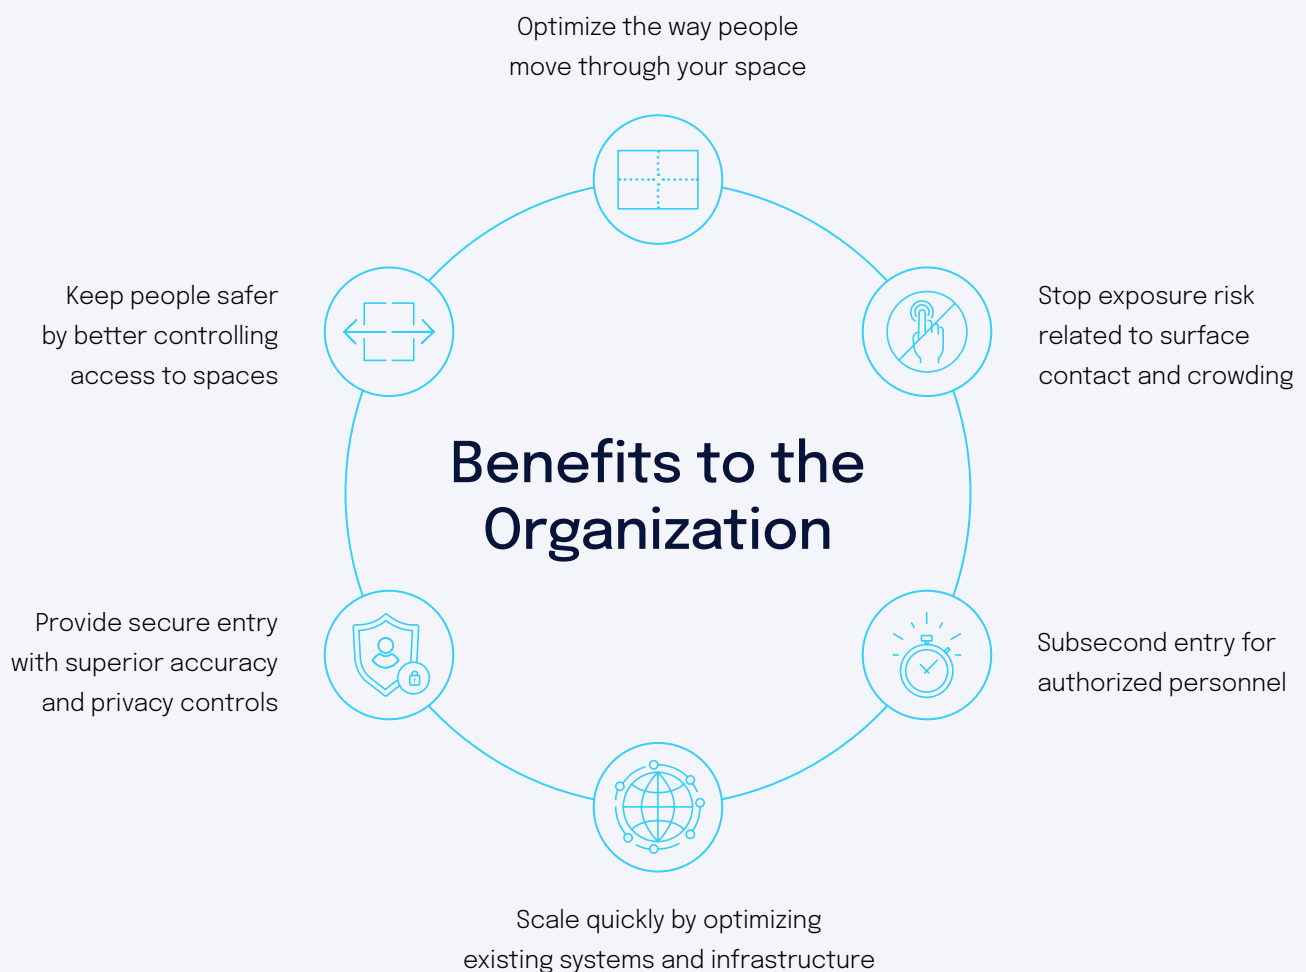 Optimize the way people
move through your space
Keep people safer
by better controlling
access to spaces
Stop exposure risk
related to surface
contact and crowding
Benefits to the
Organization
Provide secure entry
with superior accuracy
and privacy controls
Subsecond entry for
authorized personnel
Scale quickly by optimizing
existing systems and infrastructure